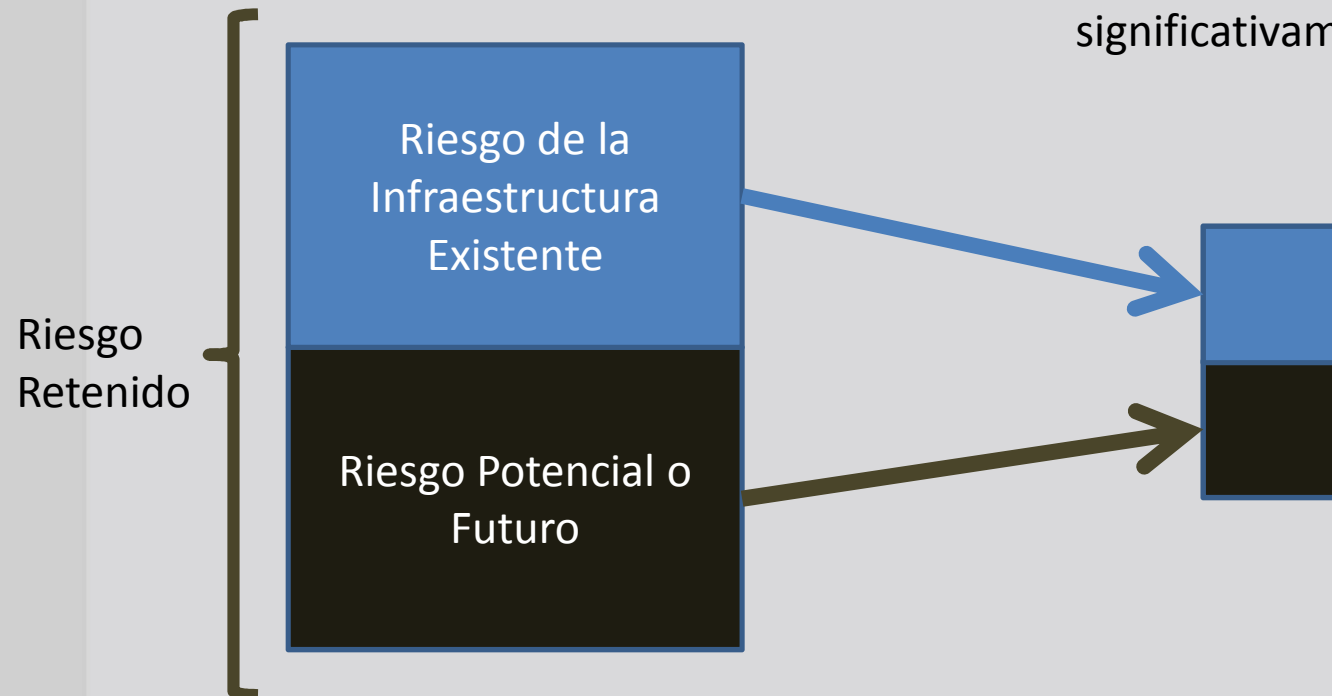 significativam
Riesgo de la
Infraestructura
Existente
Riesgo
Retenido
Riesgo Potencial o
Futuro